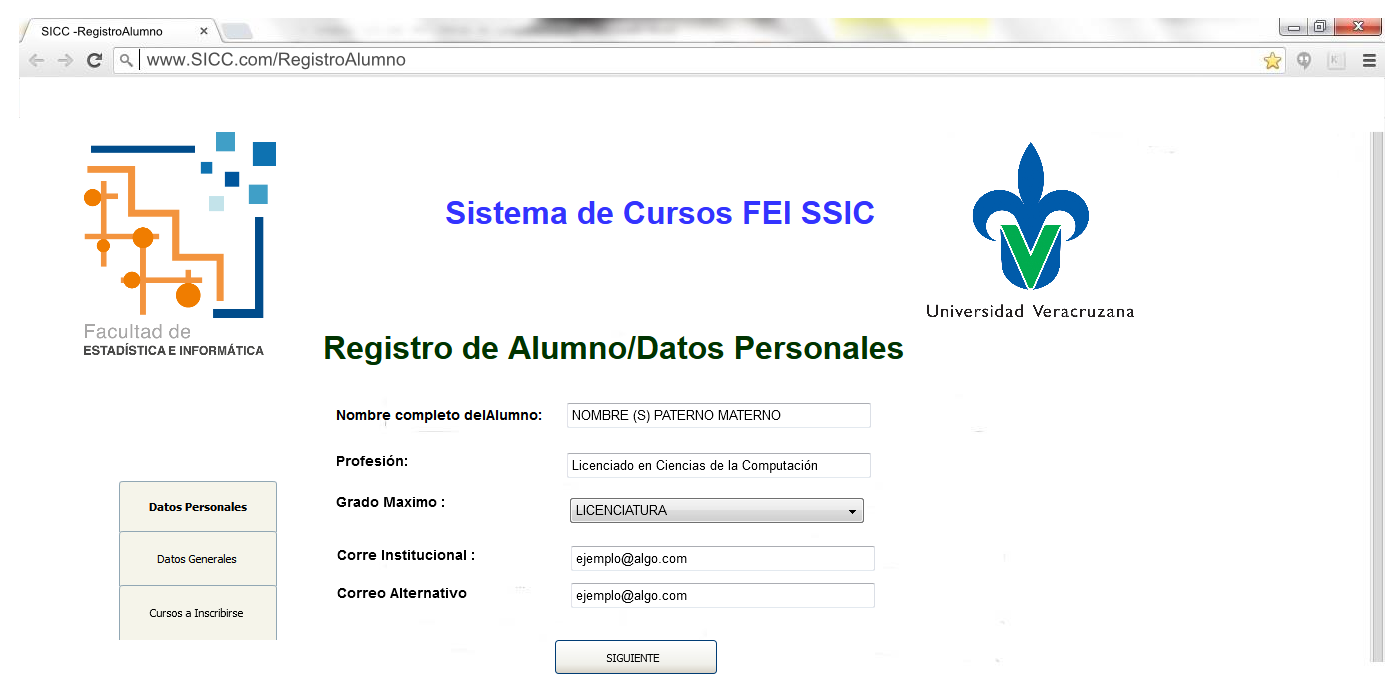 SICC -RegistroAlumno
www.SICC.com/RegistroAlumno
Sistema de Cursos FEI SSIC
Universidad Veracruzana
Facultad de
ESTADÍSTICA E INFORMÁTICA
Registro de Alumno/Datos Personales
Nombre completo delAlumno: NOMBRE (S) PATERNO MATERNO
Profesión: Licenciado en Ciencias de la Computación
Grado Maximo : LICENCIATURA
Corre Institucional : ejemplo@algo.com
Correo Alternativo ejemplo@algo.com
Datos Personales
Datos Generales
Cursos a Inscribirse
SIGUIENTE